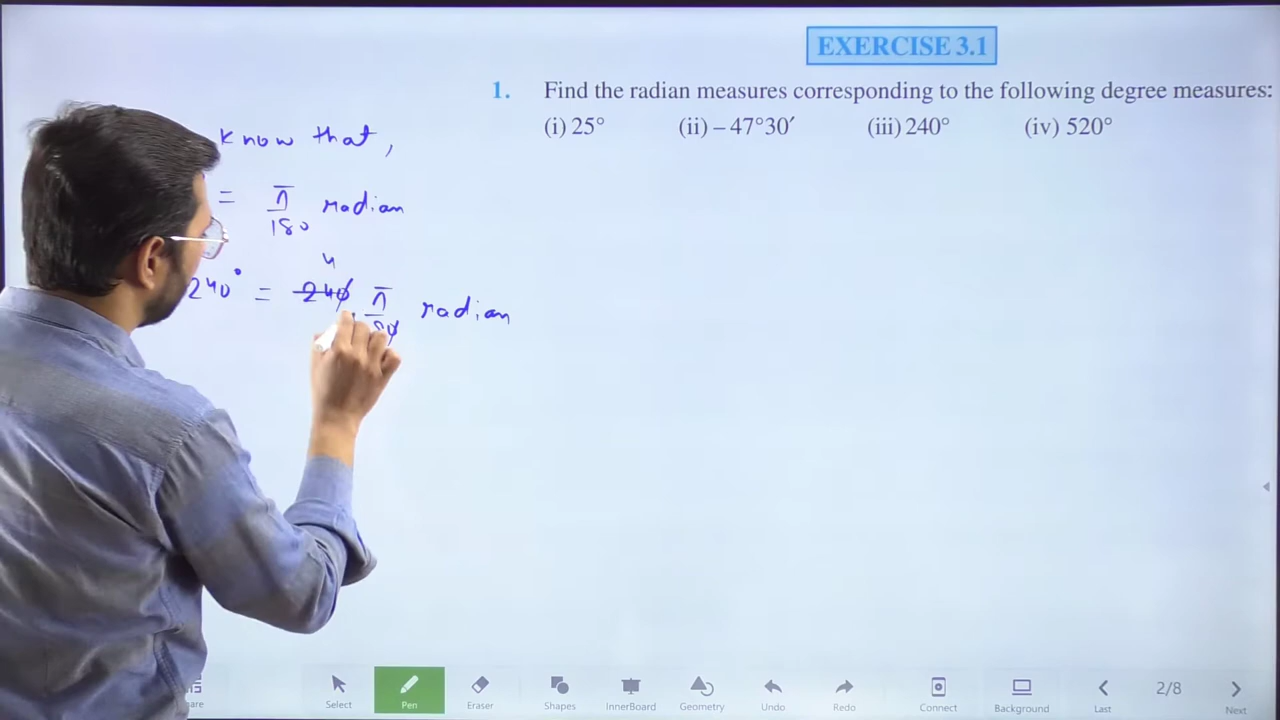 EXERCISE 3.1
1. Find the radian measures corresponding to the following degree measures:
(i) 25° (ii) – 47°30′ (iii) 240° (iv) 520°
know that,
= π/180 radian
4
240° = 240 π radian
Select Pen Eraser Shapes InnerBoard Geometry Undo Redo Connect Background Last 2/8 Next